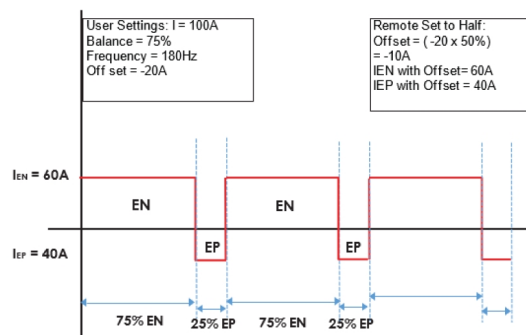 User Settings: I = 100A
Balance = 75%
Frequency = 180Hz
Off set = -20A
Remote Set to Half:
Offset = ( -20 x 50%)
= -10A
IEN with Offset= 60A
IEP with Offset = 40A
IEN = 60A
EN
EN
EP
EP
IEP = 40A
75% EN
25% EP
75% EN
25% EP